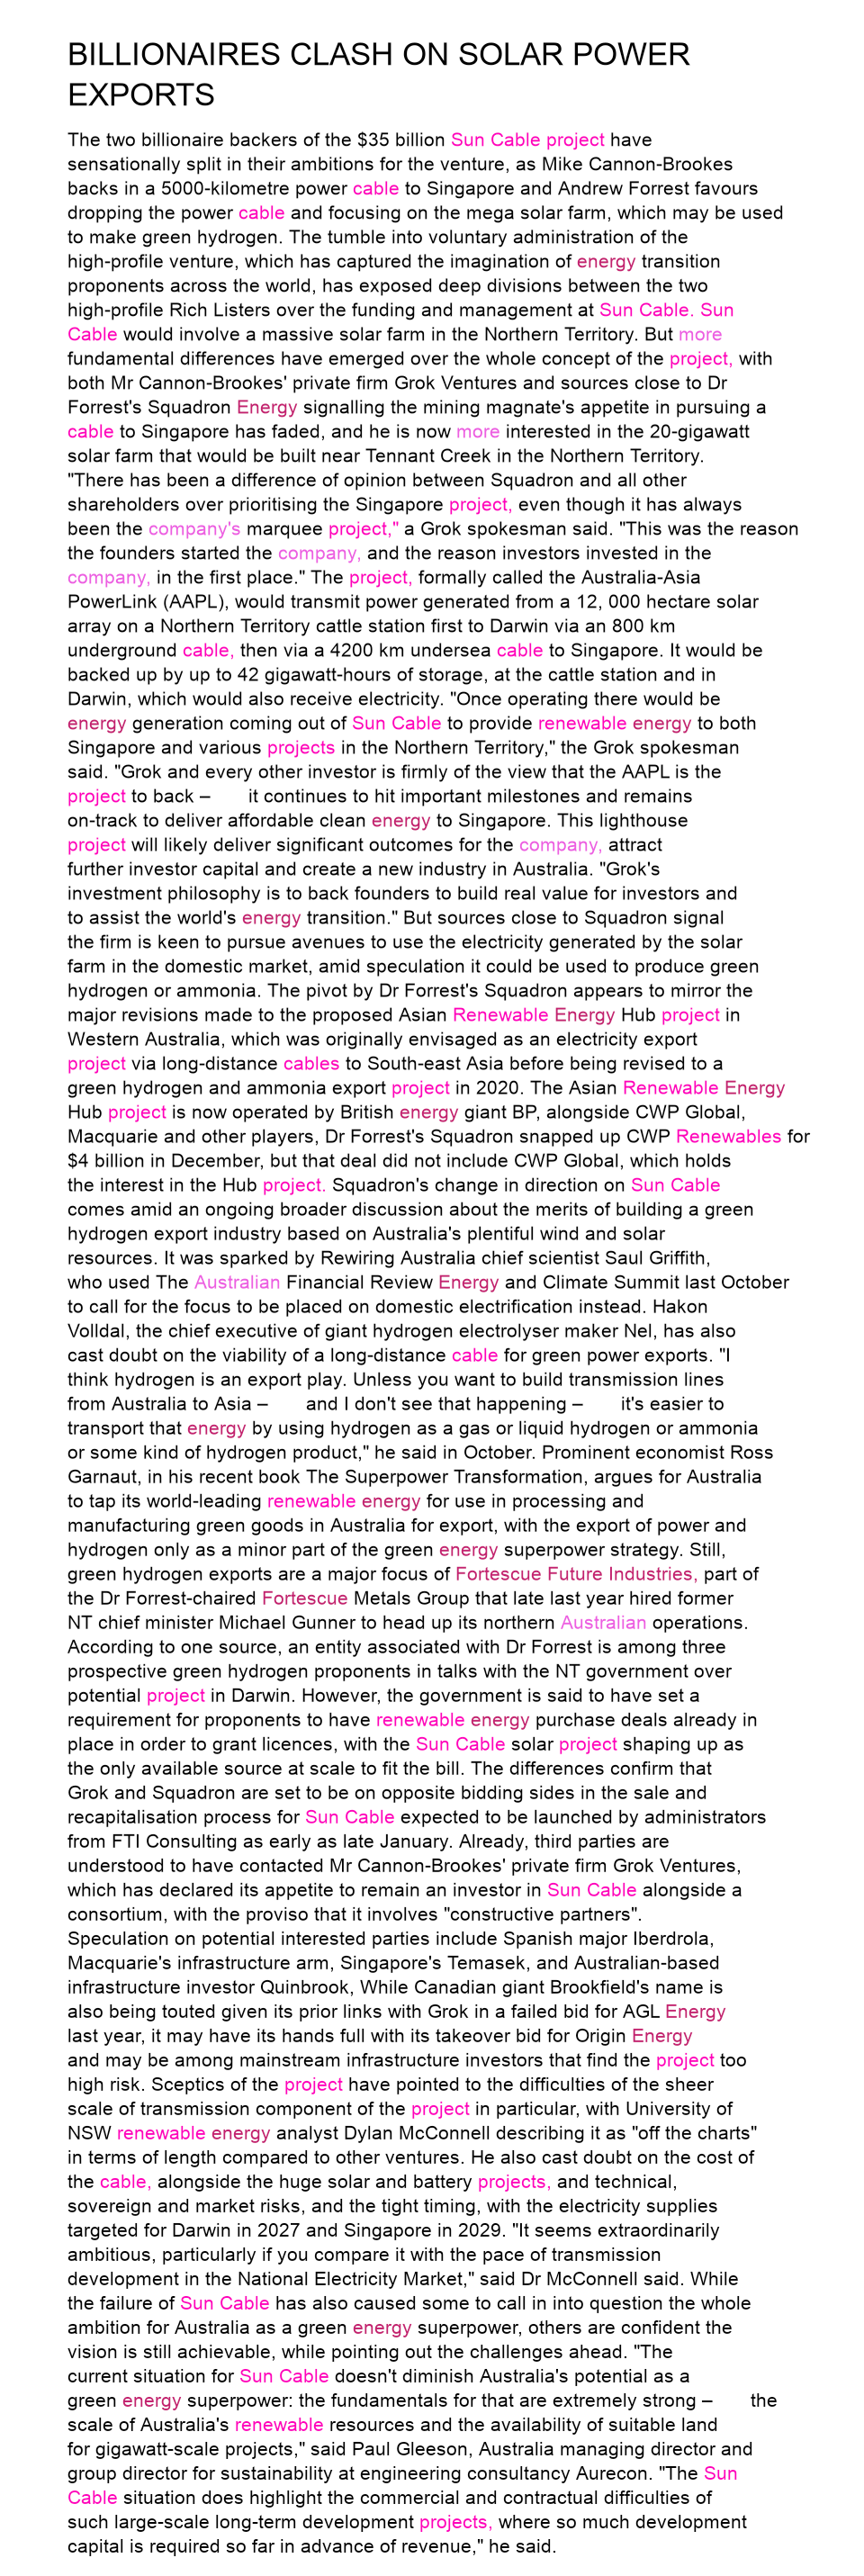 BILLIONAIRES CLASH ON SOLAR POWER
EXPORTS
The two billionaire backers of the $35 billion Sun Cable project have
sensationally split in their ambitions for the venture, as Mike Cannon-Brookes
backs in a 5000-kilometre power cable to Singapore and Andrew Forrest favours
dropping the power cable and focusing on the mega solar farm, which may be used
to make green hydrogen. The tumble into voluntary administration of the
high-profile venture, which has captured the imagination of energy transition
proponents across the world, has exposed deep divisions between the two
high-profile Rich Listers over the funding and management at Sun Cable. Sun
Cable would involve a massive solar farm in the Northern Territory. But more
fundamental differences have emerged over the whole concept of the project, with
both Mr Cannon-Brookes' private firm Grok Ventures and sources close to Dr
Forrest's Squadron Energy signalling the mining magnate's appetite in pursuing a
cable to Singapore has faded, and he is now more interested in the 20-gigawatt
solar farm that would be built near Tennant Creek in the Northern Territory.
"There has been a difference of opinion between Squadron and all other
shareholders over prioritising the Singapore project, even though it has always
been the company's marquee project," a Grok spokesman said. "This was the reason
the founders started the company, and the reason investors invested in the
company, in the first place." The project, formally called the Australia-Asia
PowerLink (AAPL), would transmit power generated from a 12, 000 hectare solar
array on a Northern Territory cattle station first to Darwin via an 800 km
underground cable, then via a 4200 km undersea cable to Singapore. It would be
backed up by up to 42 gigawatt-hours of storage, at the cattle station and in
Darwin, which would also receive electricity. "Once operating there would be
energy generation coming out of Sun Cable to provide renewable energy to both
Singapore and various projects in the Northern Territory," the Grok spokesman
said. "Grok and every other investor is firmly of the view that the AAPL is the
project to back – it continues to hit important milestones and remains
on-track to deliver affordable clean energy to Singapore. This lighthouse
project will likely deliver significant outcomes for the company, attract
further investor capital and create a new industry in Australia. "Grok's
investment philosophy is to back founders to build real value for investors and
to assist the world's energy transition." But sources close to Squadron signal
the firm is keen to pursue avenues to use the electricity generated by the solar
farm in the domestic market, amid speculation it could be used to produce green
hydrogen or ammonia. The pivot by Dr Forrest's Squadron appears to mirror the
major revisions made to the proposed Asian Renewable Energy Hub project in
Western Australia, which was originally envisaged as an electricity export
project via long-distance cables to South-east Asia before being revised to a
green hydrogen and ammonia export project in 2020. The Asian Renewable Energy
Hub project is now operated by British energy giant BP, alongside CWP Global,
Macquarie and other players, Dr Forrest's Squadron snapped up CWP Renewables for
$4 billion in December, but that deal did not include CWP Global, which holds
the interest in the Hub project. Squadron's change in direction on Sun Cable
comes amid an ongoing broader discussion about the merits of building a green
hydrogen export industry based on Australia's plentiful wind and solar
resources. It was sparked by Rewiring Australia chief scientist Saul Griffith,
who used The Australian Financial Review Energy and Climate Summit last October
to call for the focus to be placed on domestic electrification instead. Hakon
Volldal, the chief executive of giant hydrogen electrolyser maker Nel, has also
cast doubt on the viability of a long-distance cable for green power exports. "I
think hydrogen is an export play. Unless you want to build transmission lines
from Australia to Asia – and I don't see that happening – it's easier to
transport that energy by using hydrogen as a gas or liquid hydrogen or ammonia
or some kind of hydrogen product," he said in October. Prominent economist Ross
Garnaut, in his recent book The Superpower Transformation, argues for Australia
to tap its world-leading renewable energy for use in processing and
manufacturing green goods in Australia for export, with the export of power and
hydrogen only as a minor part of the green energy superpower strategy. Still,
green hydrogen exports are a major focus of Fortescue Future Industries, part of
the Dr Forrest-chaired Fortescue Metals Group that late last year hired former
NT chief minister Michael Gunner to head up its northern Australian operations.
According to one source, an entity associated with Dr Forrest is among three
prospective green hydrogen proponents in talks with the NT government over
potential project in Darwin. However, the government is said to have set a
requirement for proponents to have renewable energy purchase deals already in
place in order to grant licences, with the Sun Cable solar project shaping up as
the only available source at scale to fit the bill. The differences confirm that
Grok and Squadron are set to be on opposite bidding sides in the sale and
recapitalisation process for Sun Cable expected to be launched by administrators
from FTI Consulting as early as late January. Already, third parties are
understood to have contacted Mr Cannon-Brookes' private firm Grok Ventures,
which has declared its appetite to remain an investor in Sun Cable alongside a
consortium, with the proviso that it involves "constructive partners".
Speculation on potential interested parties include Spanish major Iberdrola,
Macquarie's infrastructure arm, Singapore's Temasek, and Australian-based
infrastructure investor Quinbrook, While Canadian giant Brookfield's name is
also being touted given its prior links with Grok in a failed bid for AGL Energy
last year, it may have its hands full with its takeover bid for Origin Energy
and may be among mainstream infrastructure investors that find the project too
high risk. Sceptics of the project have pointed to the difficulties of the sheer
scale of transmission component of the project in particular, with University of
NSW renewable energy analyst Dylan McConnell describing it as "off the charts"
in terms of length compared to other ventures. He also cast doubt on the cost of
the cable, alongside the huge solar and battery projects, and technical,
sovereign and market risks, and the tight timing, with the electricity supplies
targeted for Darwin in 2027 and Singapore in 2029. "It seems extraordinarily
ambitious, particularly if you compare it with the pace of transmission
development in the National Electricity Market," said Dr McConnell said. While
the failure of Sun Cable has also caused some to call in into question the whole
ambition for Australia as a green energy superpower, others are confident the
vision is still achievable, while pointing out the challenges ahead. "The
current situation for Sun Cable doesn't diminish Australia's potential as a
green energy superpower: the fundamentals for that are extremely strong – the
scale of Australia's renewable resources and the availability of suitable land
for gigawatt-scale projects," said Paul Gleeson, Australia managing director and
group director for sustainability at engineering consultancy Aurecon. "The Sun
Cable situation does highlight the commercial and contractual difficulties of
such large-scale long-term development projects, where so much development
capital is required so far in advance of revenue," he said.